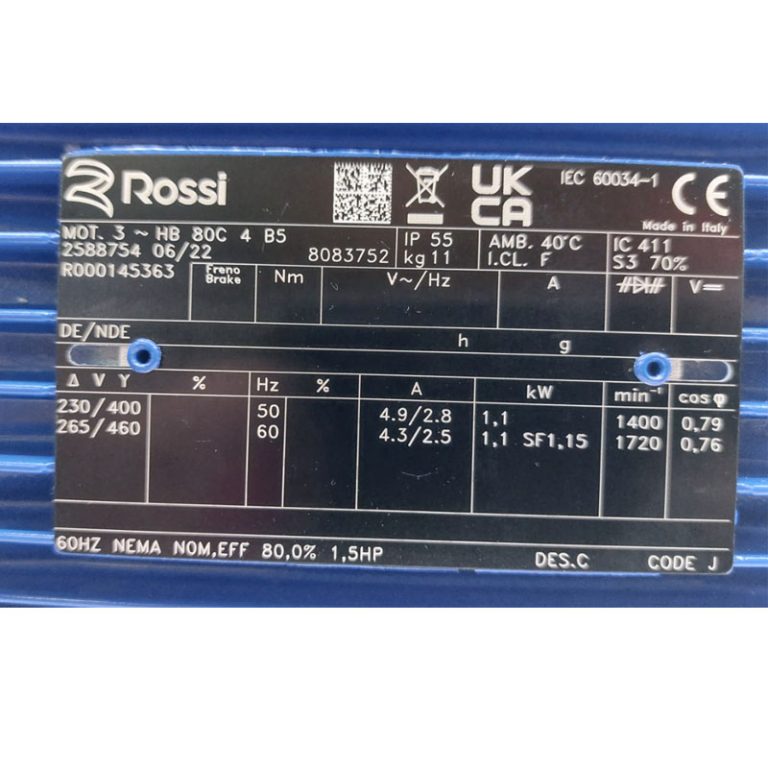 Rossi
UK
CA
IEC 60034-1
CE
Made in Italy
MOT. 3 ~ HB 80C 4 B5
2588754 06/22
8083752
IP 55
kg 11
AMB. 40°C
I.CL. F
IC 411
S3 70%
R000145363
Freno
Brake
Nm
V~/Hz
A
V=
DE/NDE
h
g
Δ V Y % Hz % A kW min⁻¹ cos φ
230/400 50 4.9/2.8 1,1 1400 0,79
265/460 60 4.3/2.5 1,1 SF1,15 1720 0,76
60HZ NEMA NOM,EFF 80,0% 1,5HP DES.C CODE J